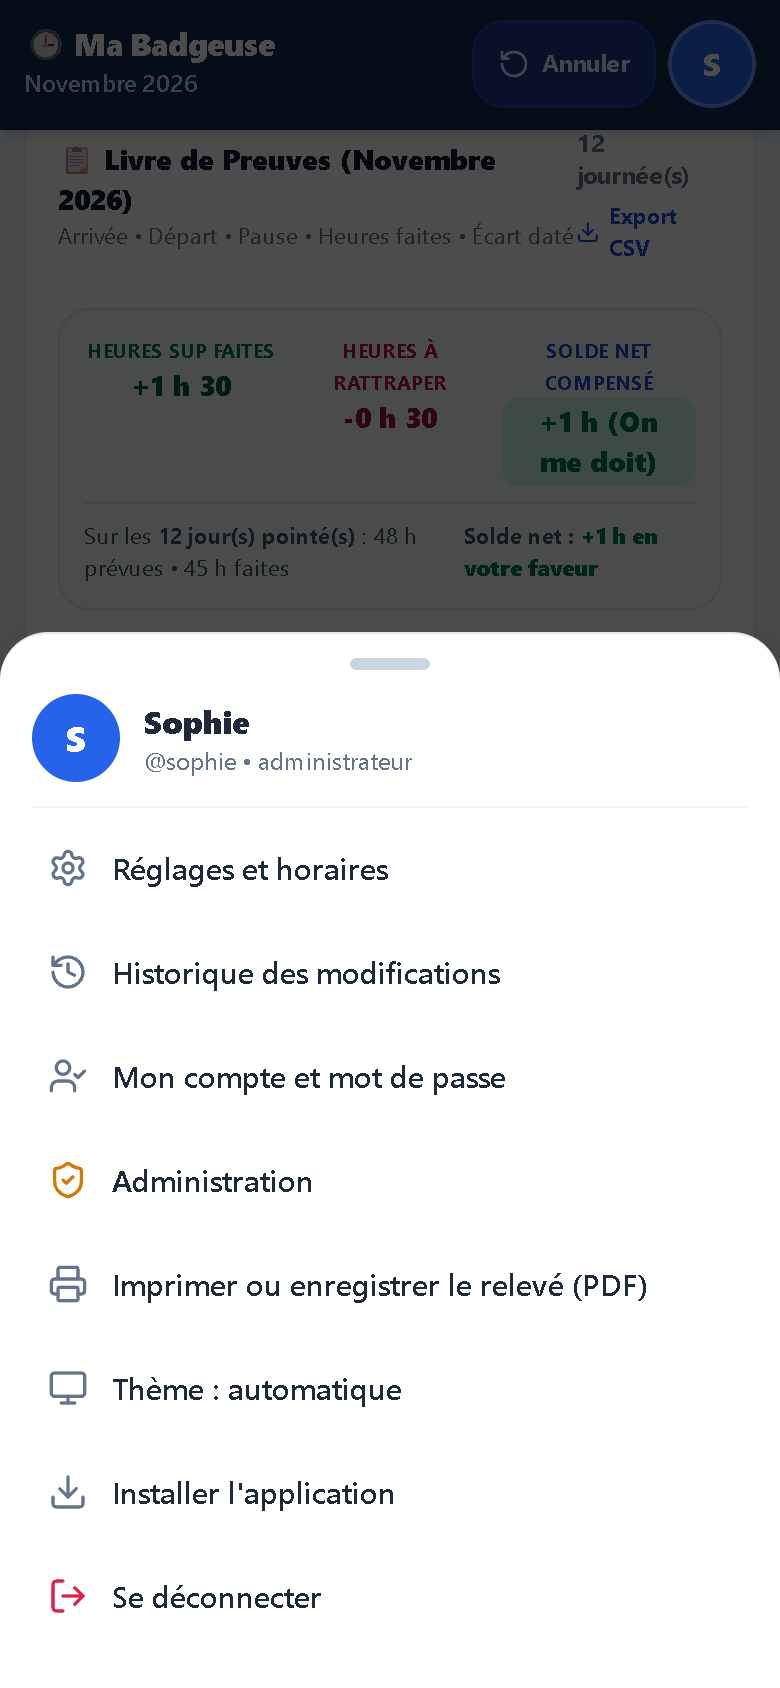 Ma Badgeuse
Novembre 2026
Annuler
S
Livre de Preuves (Novembre
2026)
Arrivée • Départ • Pause • Heures faites • Écart daté
12
journée(s)
Export
CSV
HEURES SUP FAITES
+1 h 30
HEURES À
RATTRAPER
-0 h 30
SOLDE NET
COMPENSÉ
+1 h (On
me doit)
Sur les 12 jour(s) pointé(s) : 48 h
prévues • 45 h faites
Solde net : +1 h en
votre faveur
S
Sophie
@sophie • administrateur
Réglages et horaires
Historique des modifications
Mon compte et mot de passe
Administration
Imprimer ou enregistrer le relevé (PDF)
Thème : automatique
Installer l'application
Se déconnecter